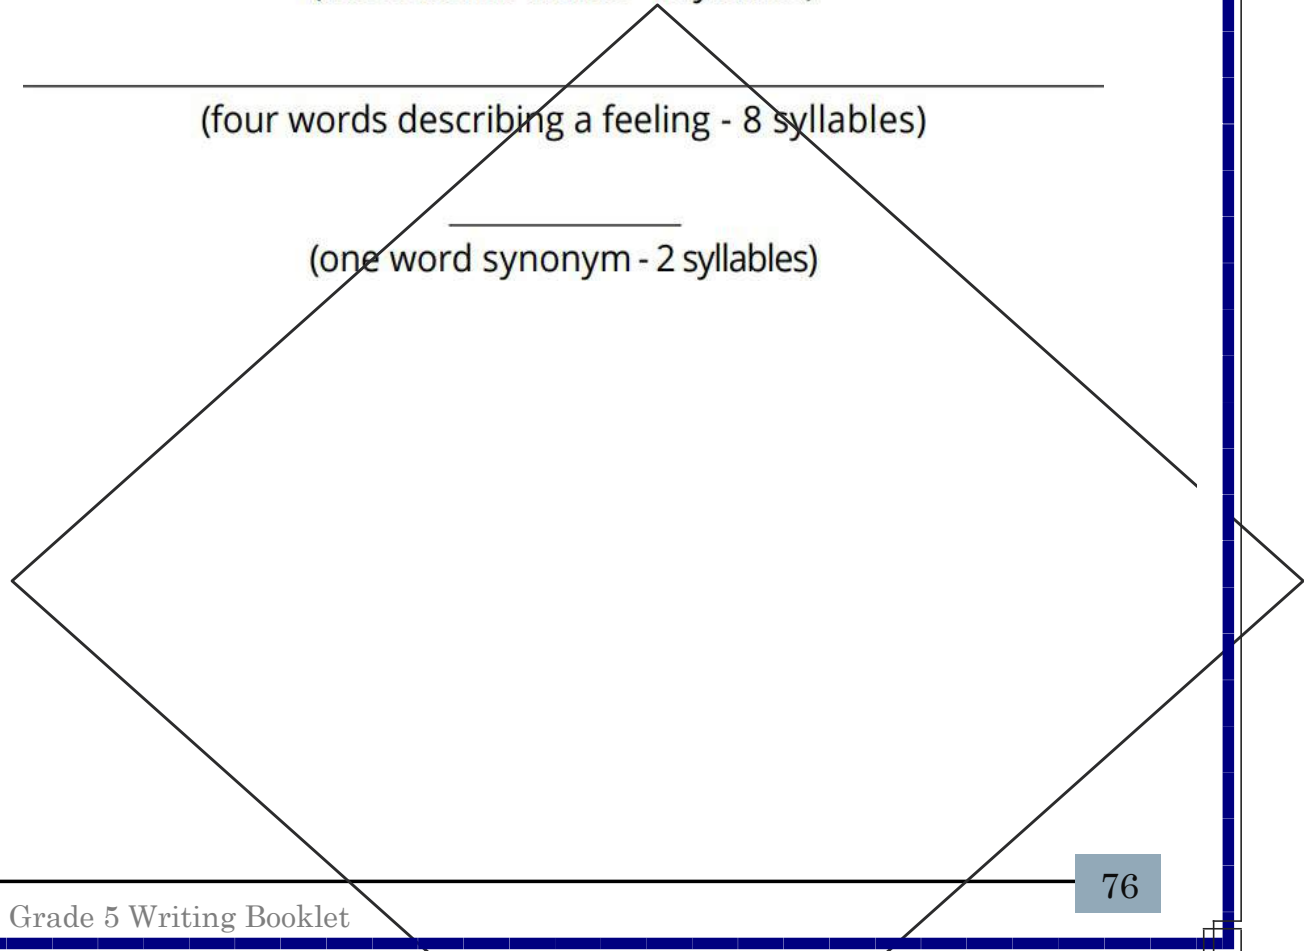 (four words describing a feeling - 8 syllables)
(one word synonym - 2 syllables)
76
Grade 5 Writing Booklet